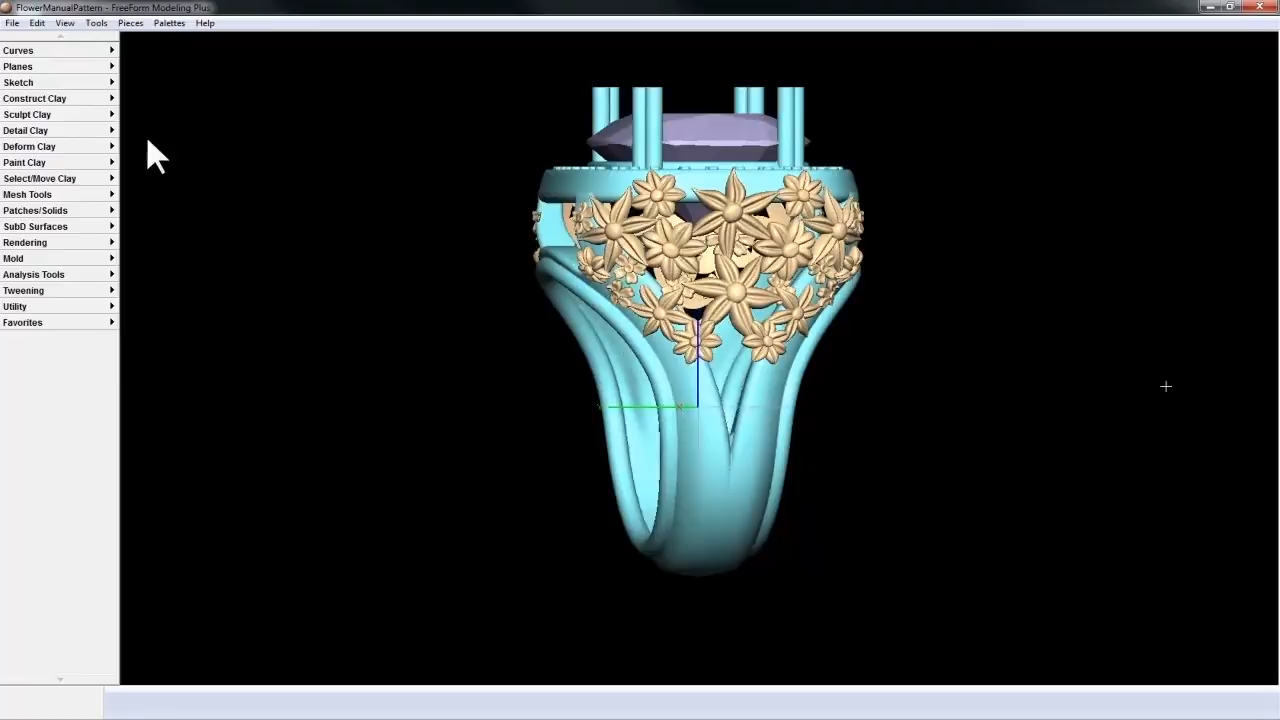 FlowerManualPattern - FreeForm Modeling Plus
File Edit View Tools Pieces Palettes Help
Curves
Planes
Sketch
Construct Clay
Sculpt Clay
Detail Clay
Deform Clay
Paint Clay
Select/Move Clay
Mesh Tools
Patches/Solids
SubD Surfaces
Rendering
Mold
Analysis Tools
Tweening
Utility
Favorites